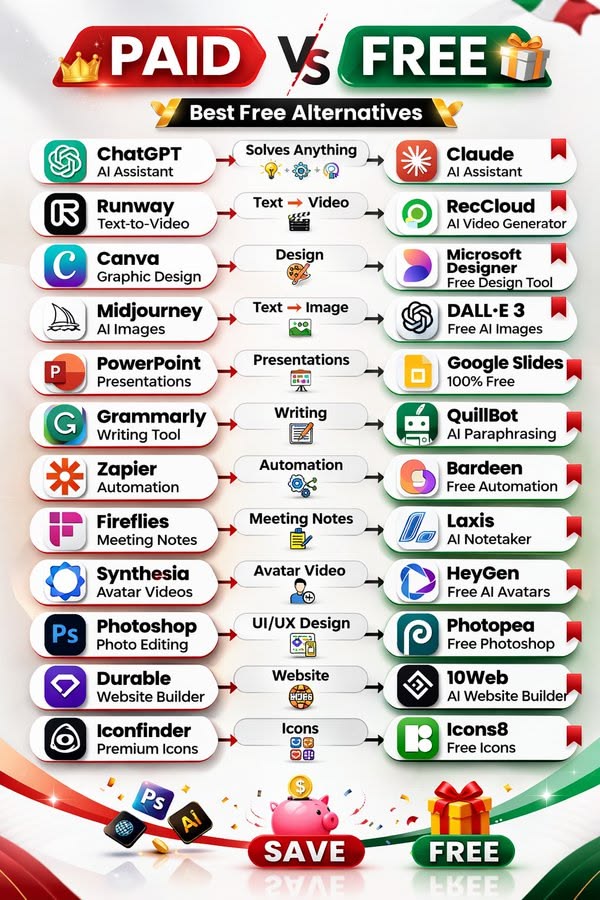 PAID
VS
FREE
Best Free Alternatives
ChatGPT
AI Assistant
Solves Anything
Claude
AI Assistant
Runway
Text-to-Video
Text → Video
RecCloud
AI Video Generator
C
Canva
Graphic Design
Design
Microsoft
Designer
Free Design Tool
Midjourney
AI Images
Text → Image
DALL·E 3
Free AI Images
P
PowerPoint
Presentations
Presentations
Google Slides
100% Free
G
Grammarly
Writing Tool
Writing
QuillBot
AI Paraphrasing
Zapier
Automation
Automation
Bardeen
Free Automation
Fireflies
Meeting Notes
Meeting Notes
Laxis
AI Notetaker
Synthesia
Avatar Videos
Avatar Video
HeyGen
Free AI Avatars
Ps
Photoshop
Photo Editing
UI/UX Design
Photopea
Free Photoshop
Durable
Website Builder
Website
10Web
AI Website Builder
Iconfinder
Premium Icons
Icons
Icons8
Free Icons
Ps
Ai
$
SAVE
FREE